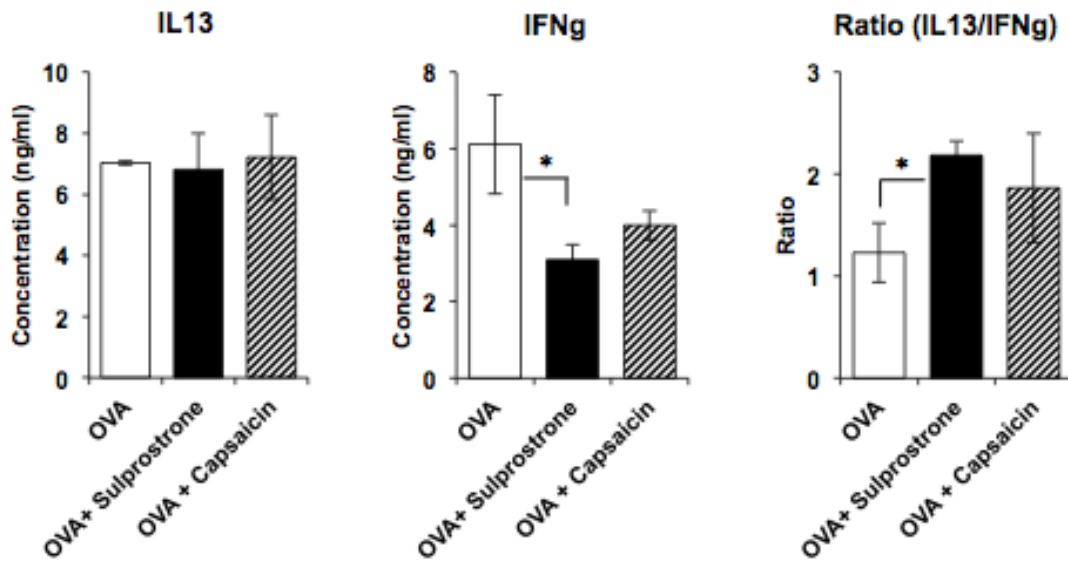 IL13
Concentration (ng/ml)
10
8
6
4
2
0
OVA
OVA+ Sulprostrone
OVA + Capsaicin
IFNg
Concentration (ng/ml)
8
6
4
2
0
*
OVA
OVA+ Sulprostrone
OVA + Capsaicin
Ratio (IL13/IFNg)
Ratio
3
2
1
0
*
OVA
OVA+ Sulprostrone
OVA + Capsaicin